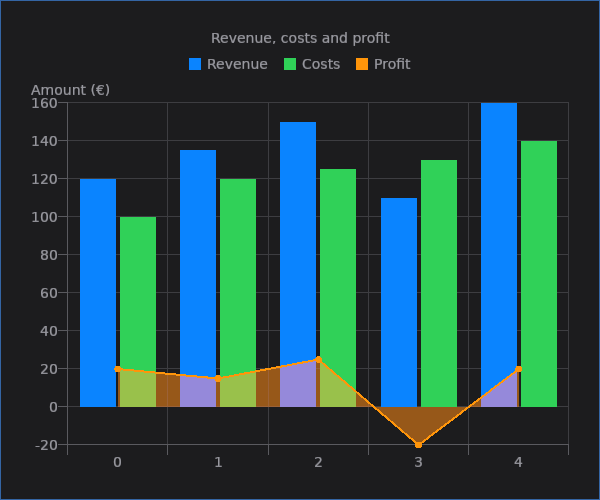 Revenue, costs and profit
Revenue Costs Profit
Amount (€)
160
140
120
100
80
60
40
20
0
-20
0 1 2 3 4